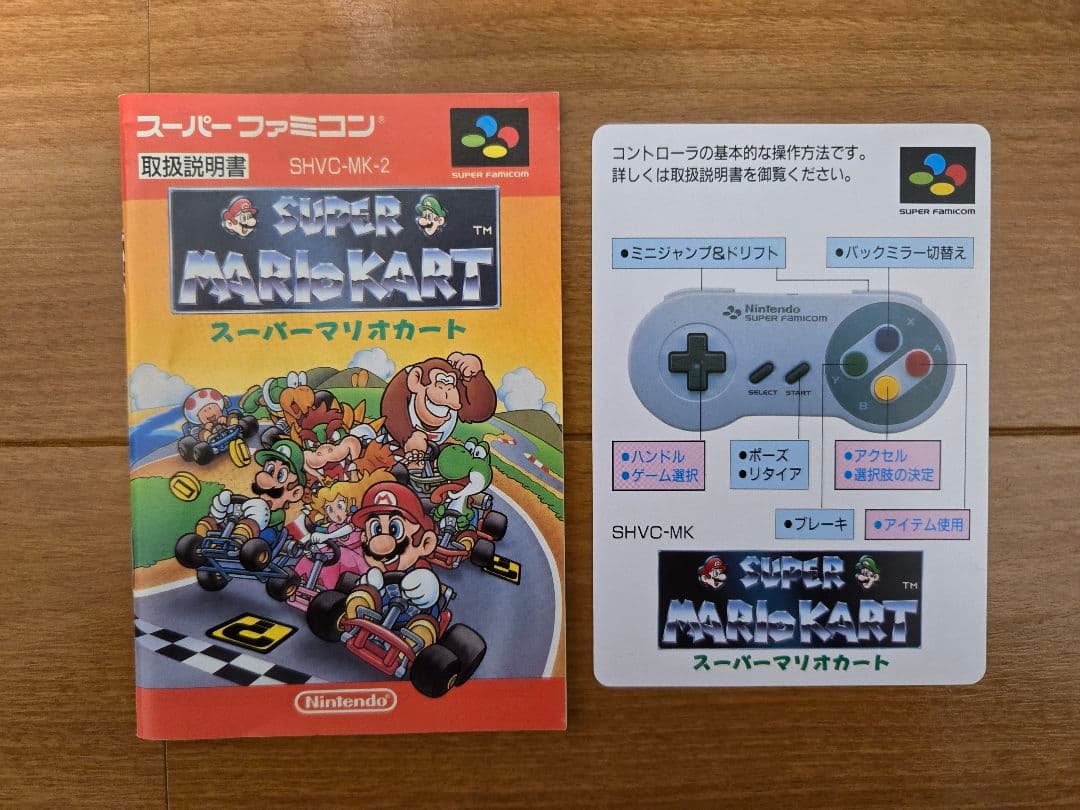 スーパーファミコン®
取扱説明書
SHVC-MK-2
SUPER FAMICOM
SUPER
MARIO KART
TM
スーパーマリオカート
Nintendo®
コントローラの基本的な操作方法です。
詳しくは取扱説明書を御覧ください。
SUPER FAMICOM
●ミニジャンプ&ドリフト
●バックミラー切替え
Nintendo
SUPER FAMICOM
X
A
Y
B
SELECT
START
●ハンドル
●ゲーム選択
●ポーズ
●リタイア
●アクセル
●選択肢の決定
●ブレーキ
●アイテム使用
SHVC-MK
SUPER
MARIO KART
TM
スーパーマリオカート